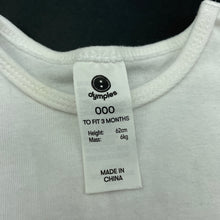 dymples
000
TO FIT 3 MONTHS
Height: 62cm
Mass: 6kg
MADE IN
CHINA